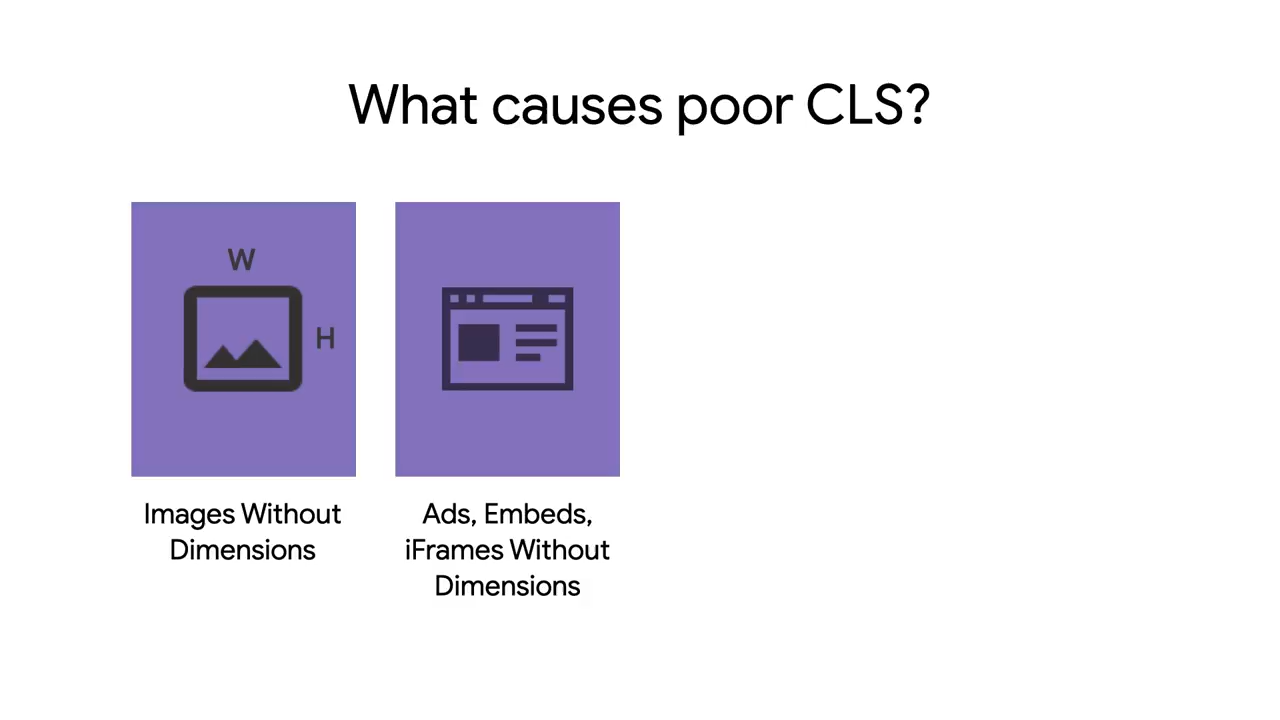 What causes poor CLS?
W
H
Images Without
Dimensions
Ads, Embeds,
iFrames Without
Dimensions